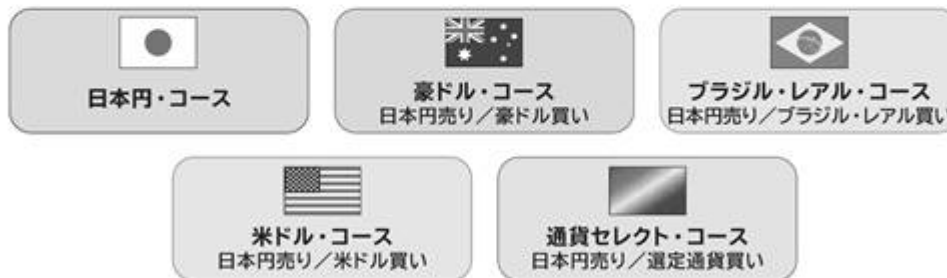 日本円・コース
豪ドル・コース
日本円売り／豪ドル買い
ブラジル・レアル・コース
日本円売り／ブラジル・レアル買い
米ドル・コース
日本円売り／米ドル買い
通貨セレクト・コース
日本円売り／選定通貨買い